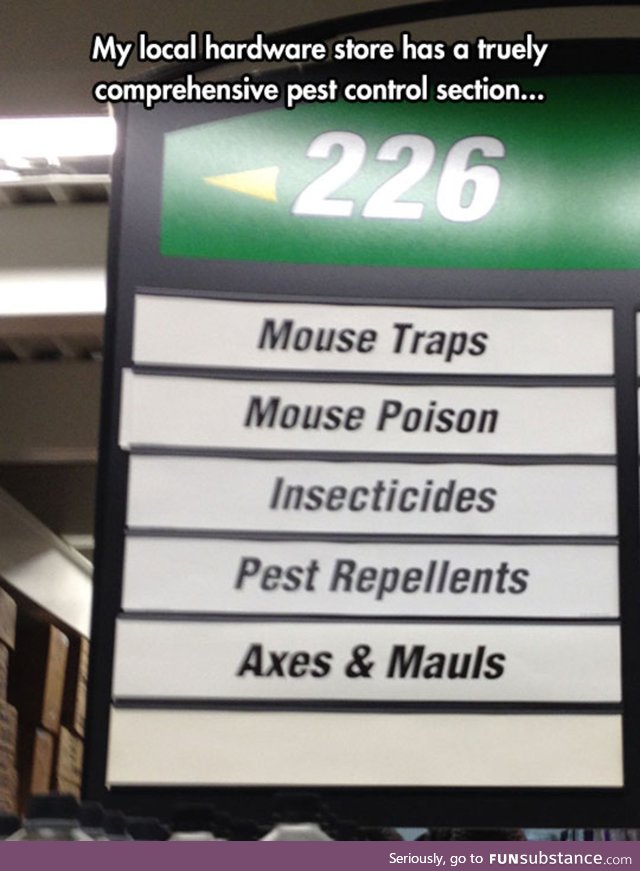 My local hardware store has a truely
comprehensive pest control section...
226
Mouse Traps
Mouse Poison
Insecticides
Pest Repellents
Axes & Mauls
Seriously, go to FUNsubstance.com